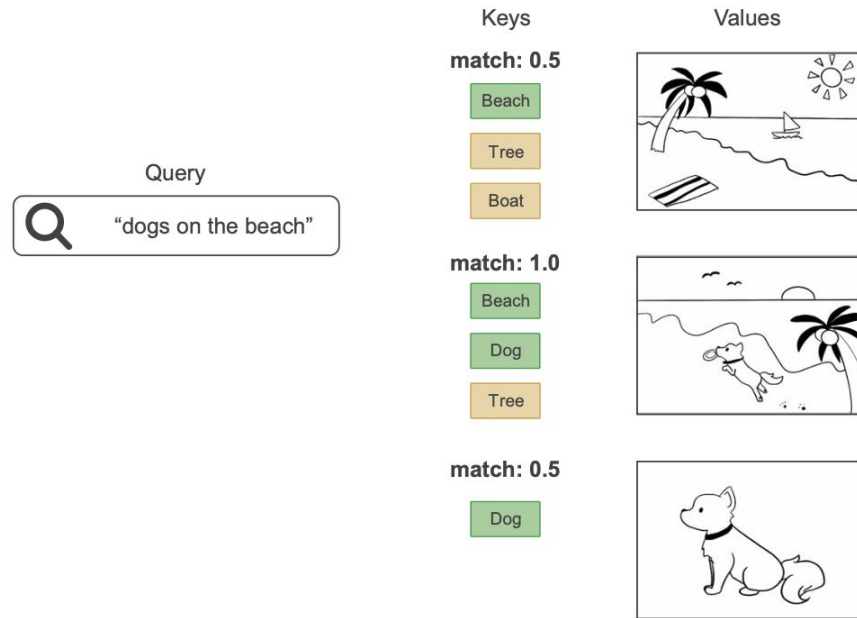 Keys
Values
match: 0.5
Beach
Tree
Boat
Query
“dogs on the beach”
match: 1.0
Beach
Dog
Tree
match: 0.5
Dog